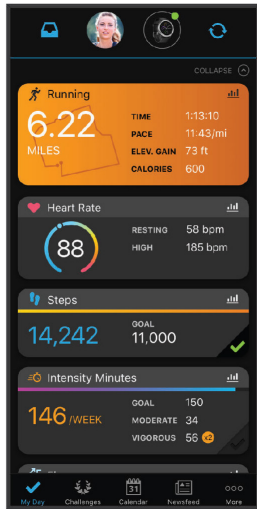 COLLAPSE
Running
6.22
MILES
TIME 1:13:10
PACE 11:43/mi
ELEV. GAIN 73 ft
CALORIES 600
Heart Rate
88
RESTING 58 bpm
HIGH 185 bpm
Steps
14,242
GOAL
11,000
Intensity Minutes
146/WEEK
GOAL 150
MODERATE 34
VIGOROUS 56 x2
31
My Day Challenges Calendar Newsfeed More